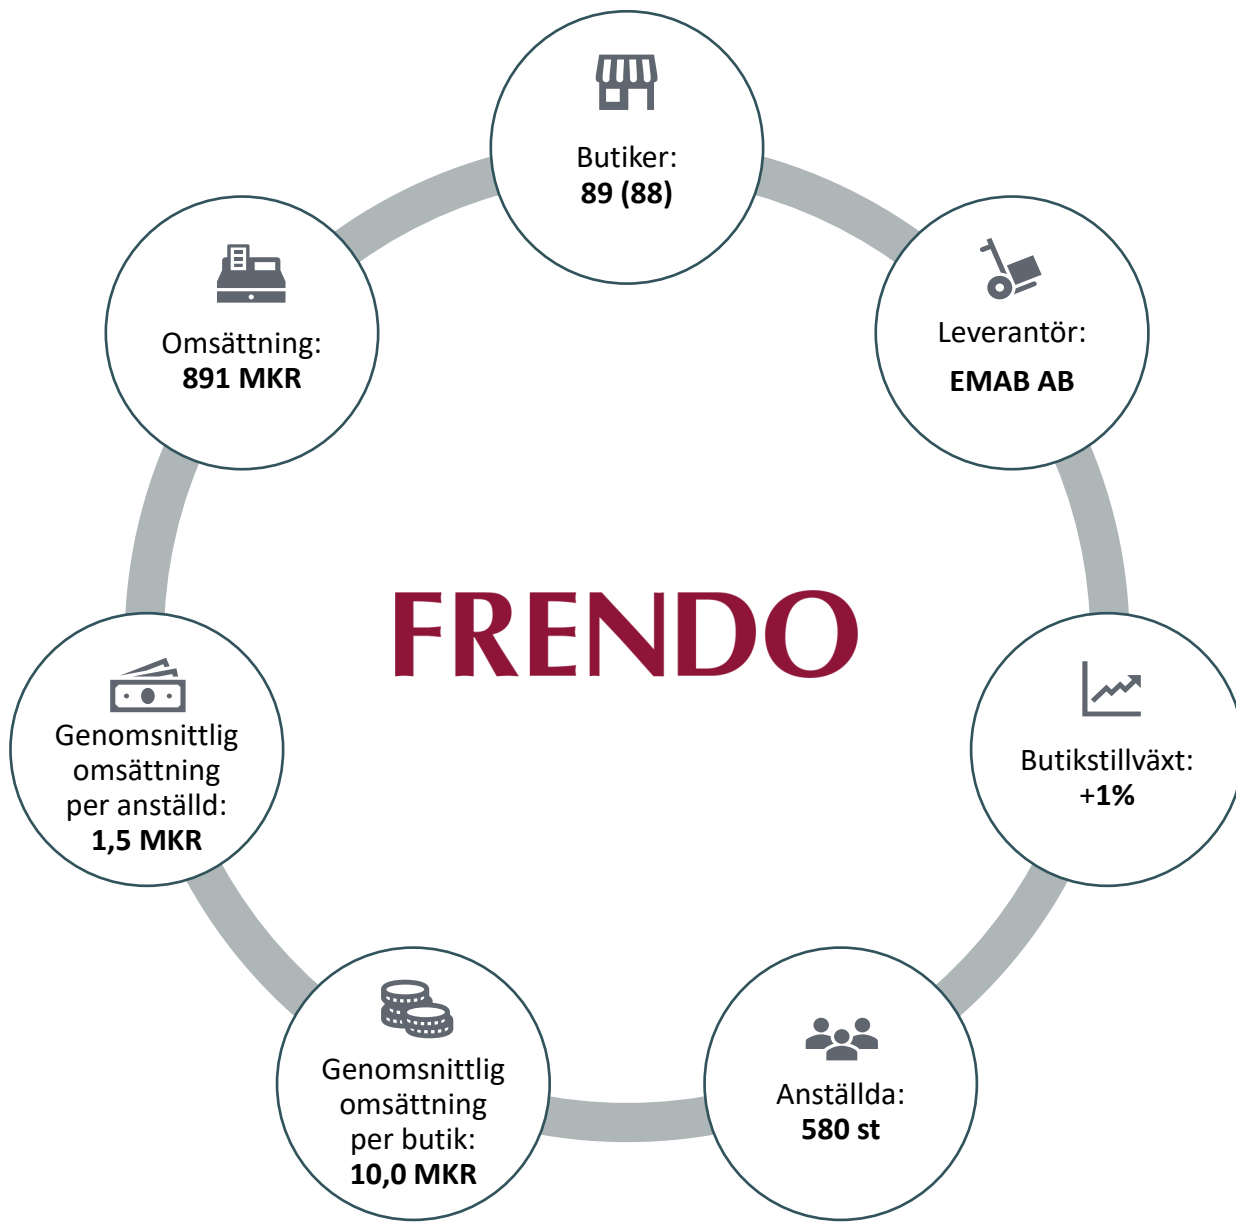 Butiker:
89 (88)
Leverantör:
EMAB AB
Omsättning:
891 MKR
FRENDO
Genomsnittlig
omsättning
per anställd:
1,5 MKR
Butikstillväxt:
+1%
Genomsnittlig
omsättning
per butik:
10,0 MKR
Anställda:
580 st